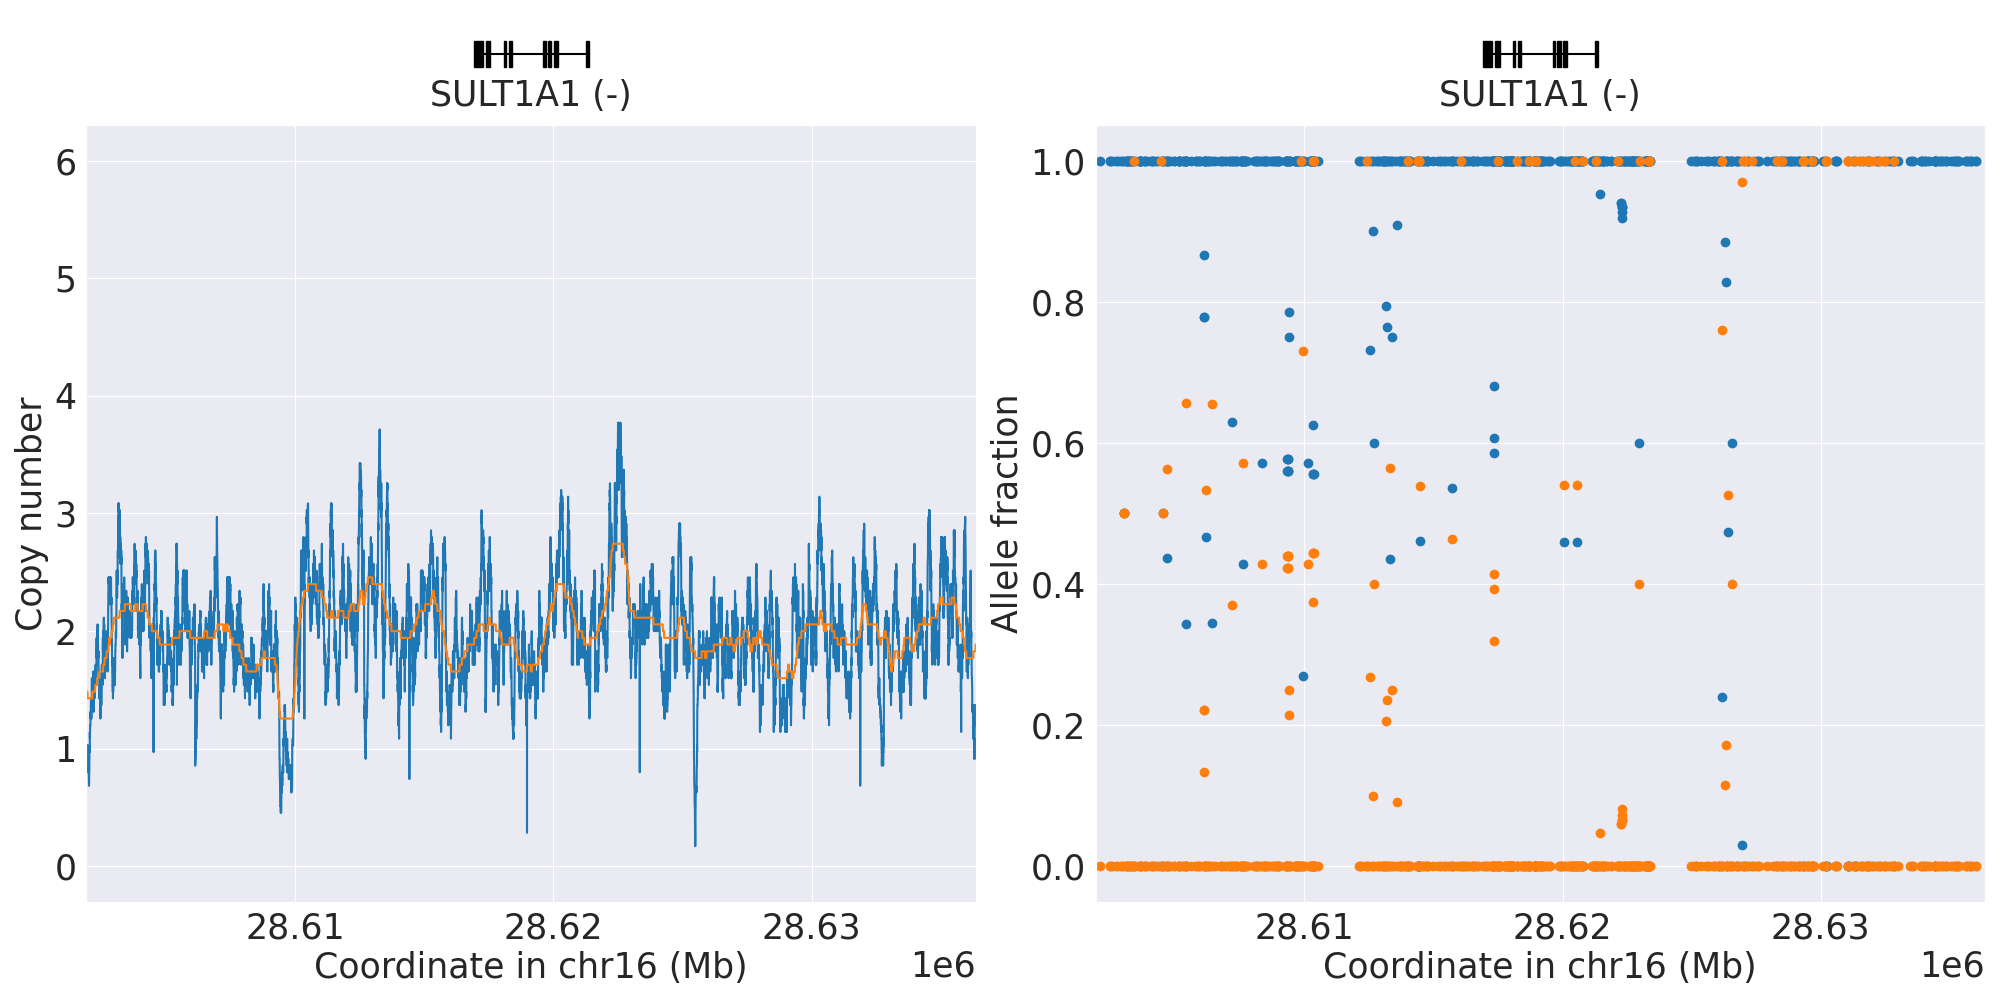 SULT1A1 (-)
6
5
4
3
2
1
0
Copy number
28.61
28.62
28.63
Coordinate in chr16 (Mb)
1e6
SULT1A1 (-)
1.0
0.8
0.6
0.4
0.2
0.0
Allele fraction
28.61
28.62
28.63
Coordinate in chr16 (Mb)
1e6